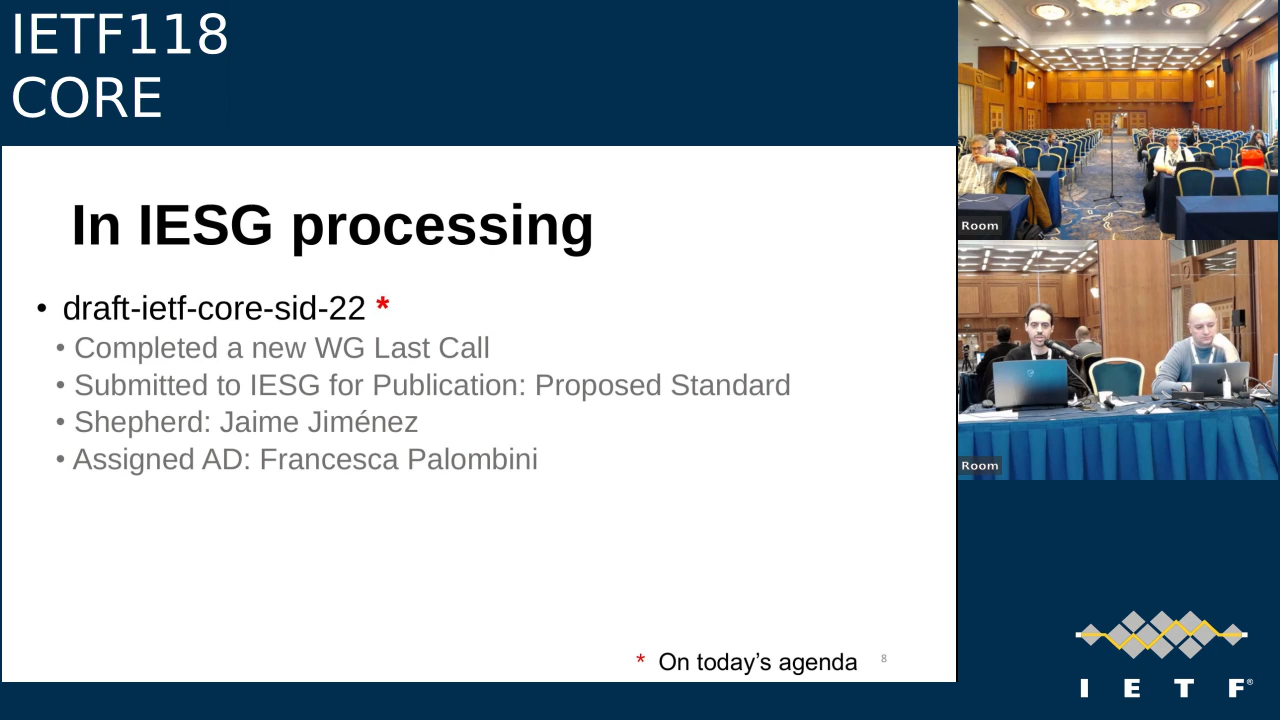 IETF118
CORE
In IESG processing
• draft-ietf-core-sid-22 *
• Completed a new WG Last Call
• Submitted to IESG for Publication: Proposed Standard
• Shepherd: Jaime Jiménez
• Assigned AD: Francesca Palombini
* On today’s agenda
8
Room
Room
I E T F®